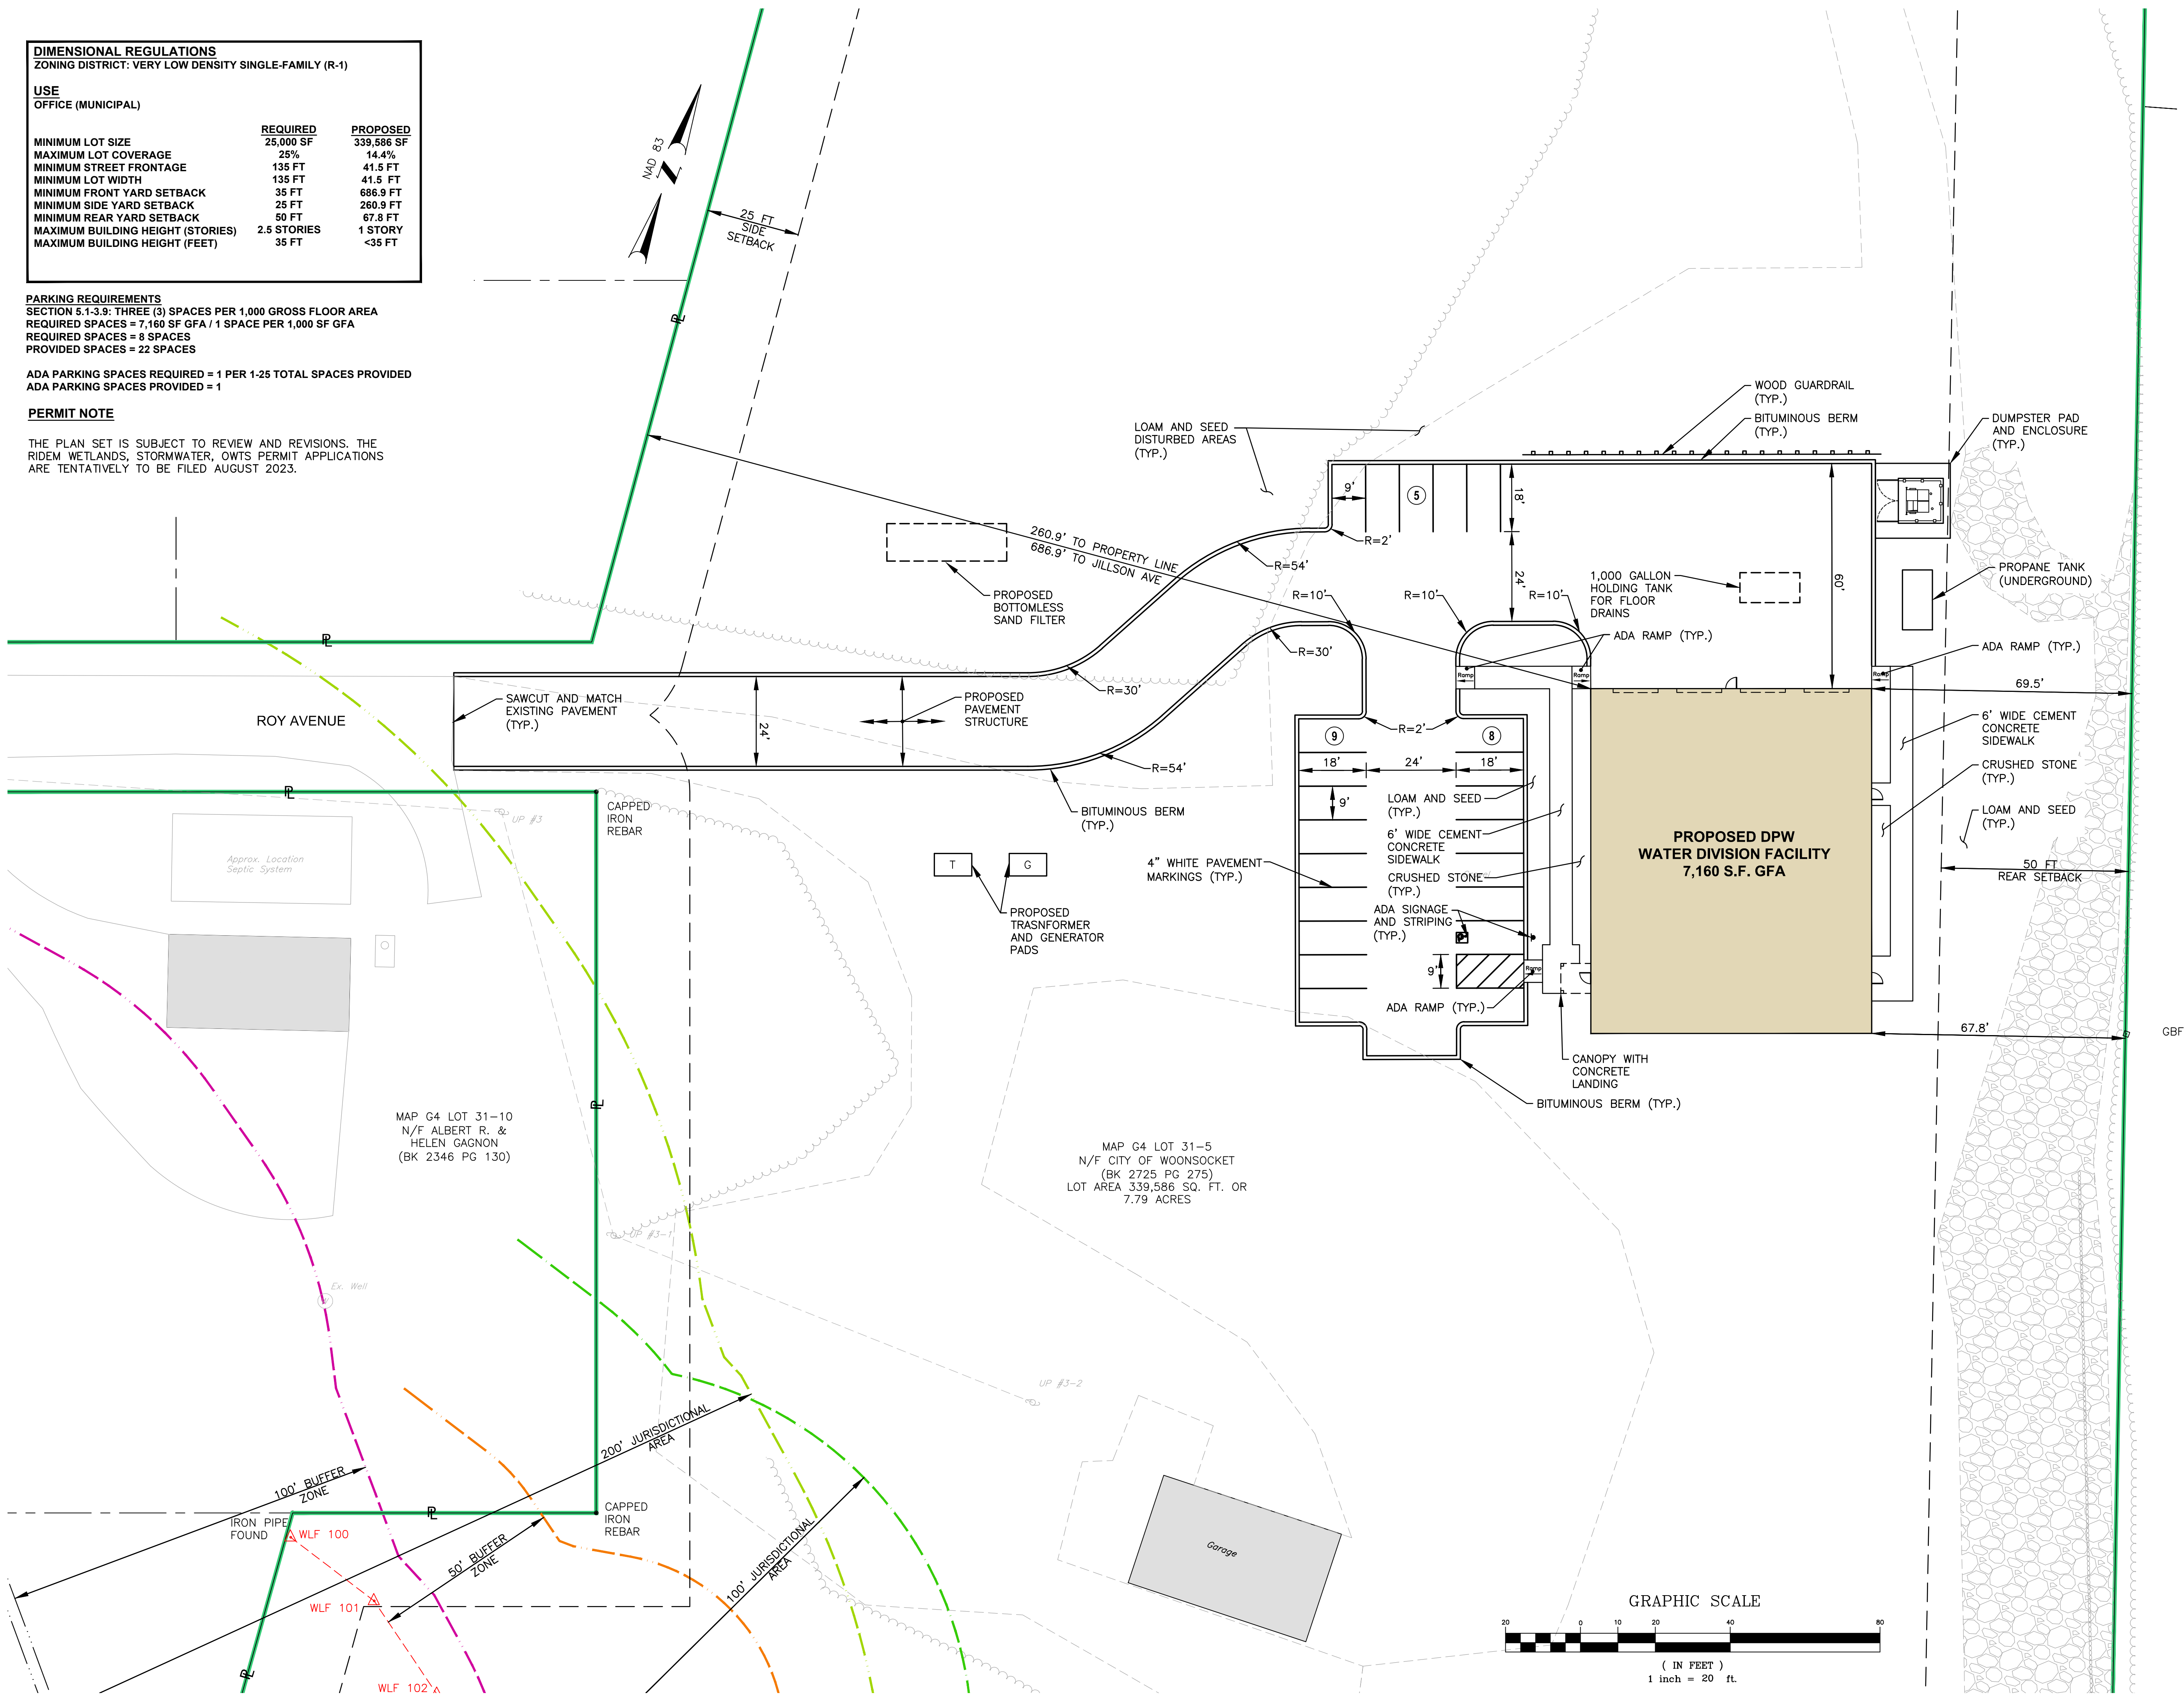 DIMENSIONAL REGULATIONS
ZONING DISTRICT: VERY LOW DENSITY SINGLE-FAMILY (R-1)
USE
OFFICE (MUNICIPAL)
REQUIRED PROPOSED
MINIMUM LOT SIZE 25,000 SF 339,586 SF
MAXIMUM LOT COVERAGE 25% 14.4%
MINIMUM STREET FRONTAGE 135 FT 41.5 FT
MINIMUM LOT WIDTH 135 FT 41.5 FT
MINIMUM FRONT YARD SETBACK 35 FT 686.9 FT
MINIMUM SIDE YARD SETBACK 25 FT 260.9 FT
MINIMUM REAR YARD SETBACK 50 FT 67.8 FT
MAXIMUM BUILDING HEIGHT (STORIES) 2.5 STORIES 1 STORY
MAXIMUM BUILDING HEIGHT (FEET) 35 FT <35 FT
PARKING REQUIREMENTS
SECTION 5.1-3.9: THREE (3) SPACES PER 1,000 GROSS FLOOR AREA
REQUIRED SPACES = 7,160 SF GFA / 1 SPACE PER 1,000 SF GFA
REQUIRED SPACES = 8 SPACES
PROVIDED SPACES = 22 SPACES
ADA PARKING SPACES REQUIRED = 1 PER 1-25 TOTAL SPACES PROVIDED
ADA PARKING SPACES PROVIDED = 1
PERMIT NOTE
THE PLAN SET IS SUBJECT TO REVIEW AND REVISIONS. THE
RIDEM WETLANDS, STORMWATER, OWTS PERMIT APPLICATIONS
ARE TENTATIVELY TO BE FILED AUGUST 2023.
NAD 83
N
25 FT
SIDE
SETBACK
PL
LOAM AND SEED
DISTURBED AREAS
(TYP.)
WOOD GUARDRAIL
(TYP.)
BITUMINOUS BERM
(TYP.)
DUMPSTER PAD
AND ENCLOSURE
(TYP.)
9'
5
18'
260.9' TO PROPERTY LINE
686.9' TO JILLSON AVE
R=2'
R=54'
24'
60'
1,000 GALLON
HOLDING TANK
FOR FLOOR
DRAINS
PROPANE TANK
(UNDERGROUND)
PROPOSED
BOTTOMLESS
SAND FILTER
R=10'
R=10'
R=10'
ADA RAMP (TYP.)
ADA RAMP (TYP.)
PL
R=30'
Ramp
Ramp
Ramp
R=30'
69.5'
ROY AVENUE
SAWCUT AND MATCH
EXISTING PAVEMENT
(TYP.)
24'
PROPOSED
PAVEMENT
STRUCTURE
R=2'
9
8
6' WIDE CEMENT
CONCRETE
SIDEWALK
R=54'
18'
24'
18'
CRUSHED STONE
(TYP.)
PL
CAPPED
IRON
REBAR
UP #3
BITUMINOUS BERM
(TYP.)
9'
LOAM AND SEED
(TYP.)
LOAM AND SEED
(TYP.)
Approx. Location
Septic System
T
G
4" WHITE PAVEMENT
MARKINGS (TYP.)
6' WIDE CEMENT
CONCRETE
SIDEWALK
CRUSHED STONE
(TYP.)
PROPOSED DPW
WATER DIVISION FACILITY
7,160 S.F. GFA
50 FT
REAR SETBACK
PROPOSED
TRASNFORMER
AND GENERATOR
PADS
ADA SIGNAGE
AND STRIPING
(TYP.)
9'
Ramp
ADA RAMP (TYP.)
67.8'
GBF
CANOPY WITH
CONCRETE
LANDING
BITUMINOUS BERM (TYP.)
PL
MAP G4 LOT 31-10
N/F ALBERT R. &
HELEN GAGNON
(BK 2346 PG 130)
MAP G4 LOT 31-5
N/F CITY OF WOONSOCKET
(BK 2725 PG 275)
LOT AREA 339,586 SQ. FT. OR
7.79 ACRES
UP #3-1
Ex. Well
UP #3-2
200' JURISDICTIONAL
AREA
100' BUFFER
ZONE
PL
CAPPED
IRON
REBAR
IRON PIPE
FOUND
WLF 100
50' BUFFER
ZONE
100' JURISDICTIONAL
AREA
Garage
WLF 101
PL
WLF 102
GRAPHIC SCALE
20 0 10 20 40 80
( IN FEET )
1 inch = 20 ft.